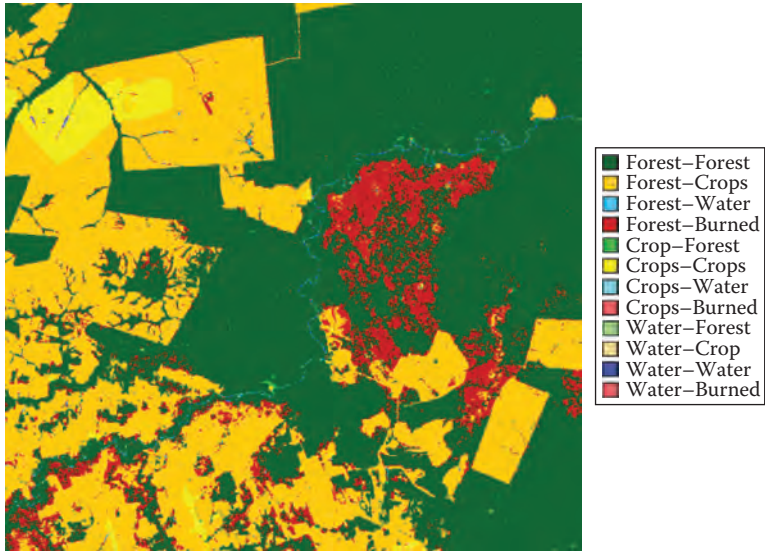 Forest–Forest
Forest–Crops
Forest–Water
Forest–Burned
Crop–Forest
Crops–Crops
Crops–Water
Crops–Burned
Water–Forest
Water–Crop
Water–Water
Water–Burned